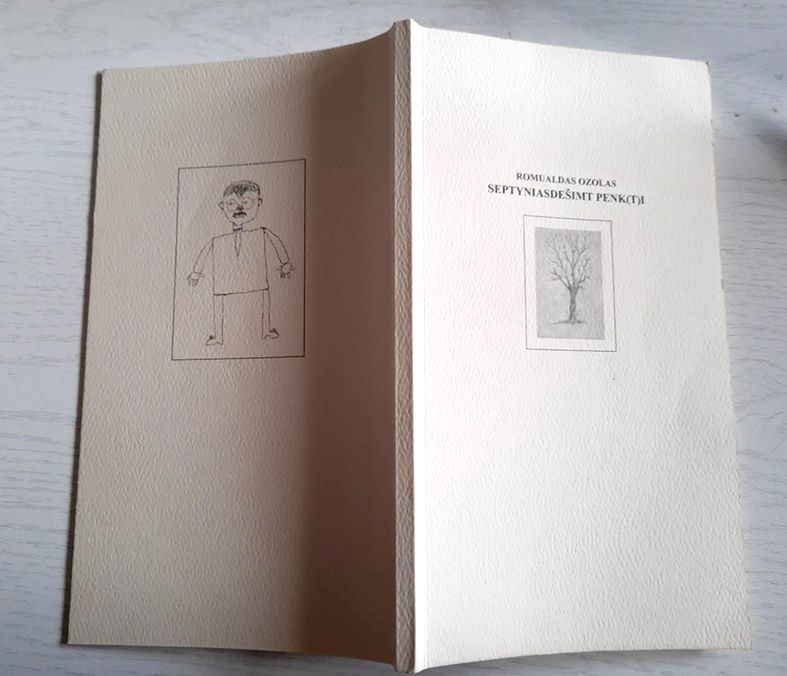 ROMUALDAS OZOLAS
SEPTYNIASDEŠIMT PENK(T)I